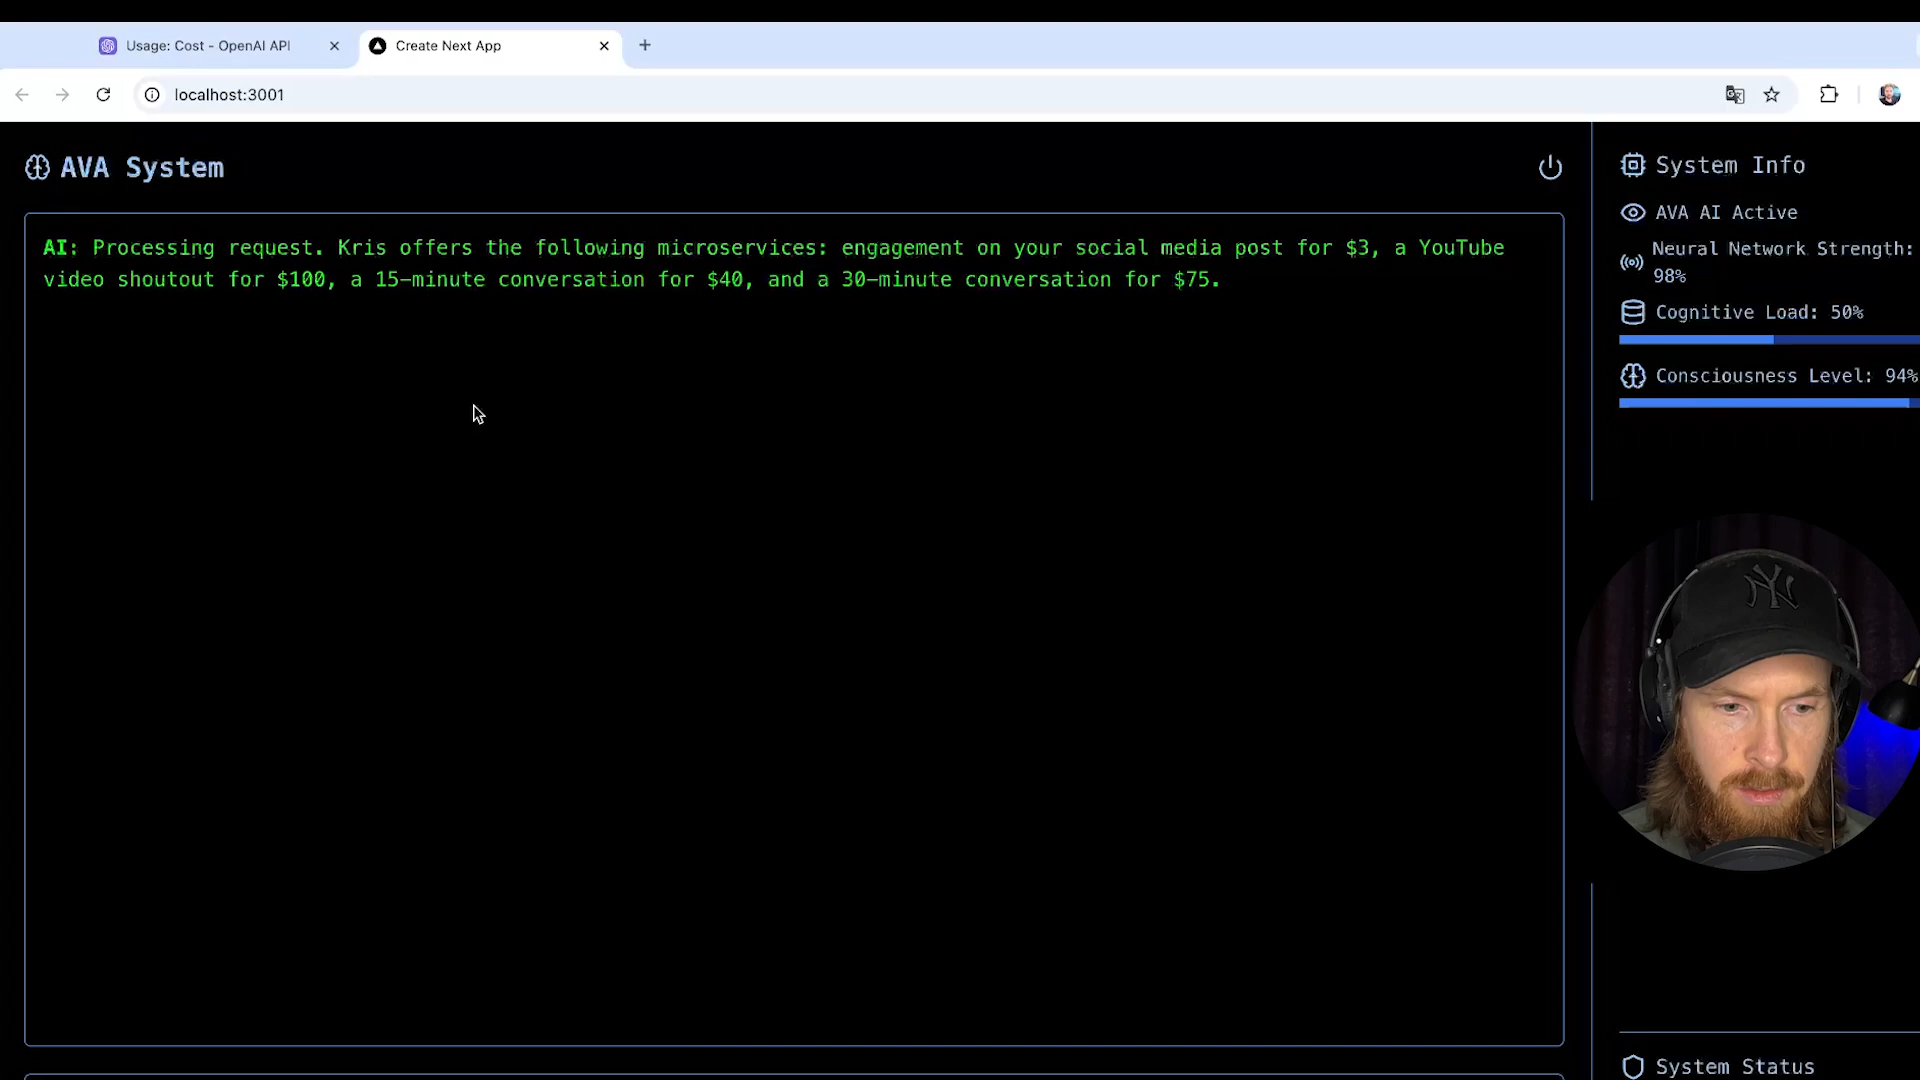 Usage: Cost - OpenAI API
Create Next App
localhost:3001
AVA System
AI: Processing request. Kris offers the following microservices: engagement on your social media post for $3, a YouTube
video shoutout for $100, a 15-minute conversation for $40, and a 30-minute conversation for $75.
System Info
AVA AI Active
Neural Network Strength:
98%
Cognitive Load: 50%
Consciousness Level: 94%
NY
System Status